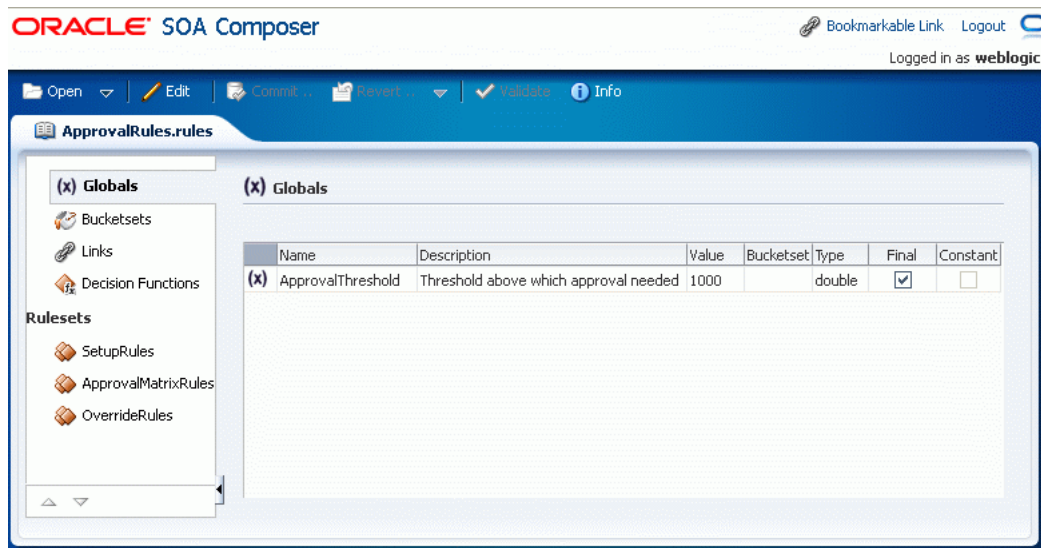 ORACLE SOA Composer
Bookmarkable Link Logout
Logged in as weblogic
Open Edit Commit .. Revert .. Validate Info
ApprovalRules.rules
(x) Globals
Bucketsets
Links
Decision Functions
Rulesets
SetupRules
ApprovalMatrixRules
OverrideRules
(x) Globals
Name Description Value Bucketset Type Final Constant
(x) ApprovalThreshold Threshold above which approval needed 1000 double